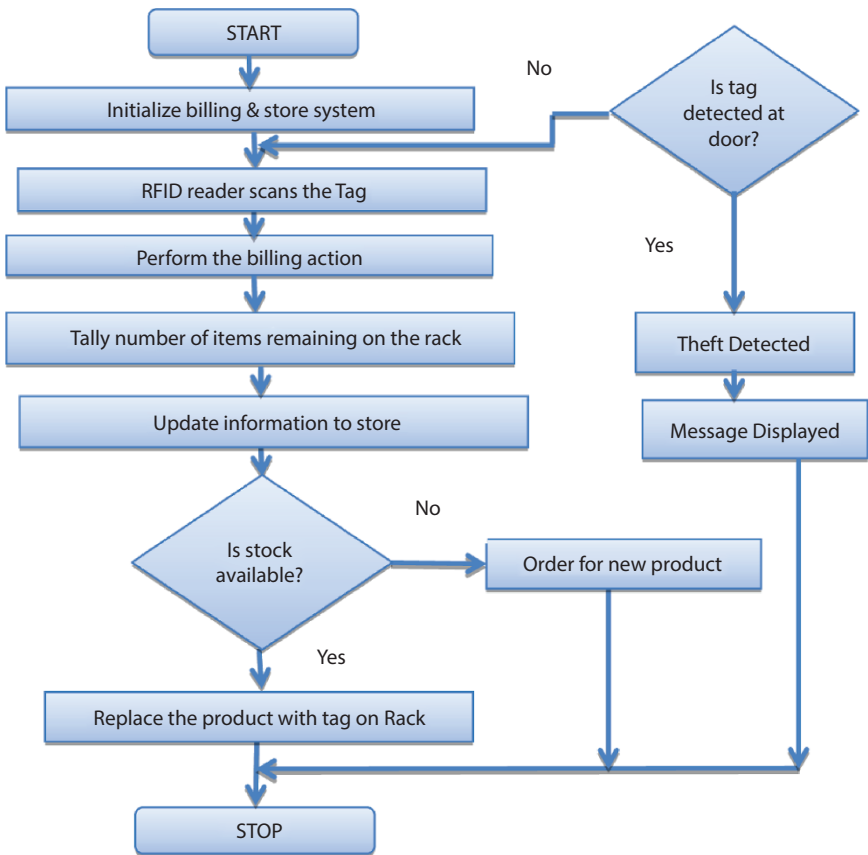 START
Initialize billing & store system
RFID reader scans the Tag
Perform the billing action
Tally number of items remaining on the rack
Update information to store
Is stock
available?
No
Order for new product
Yes
Replace the product with tag on Rack
STOP
No
Is tag
detected at
door?
Yes
Theft Detected
Message Displayed